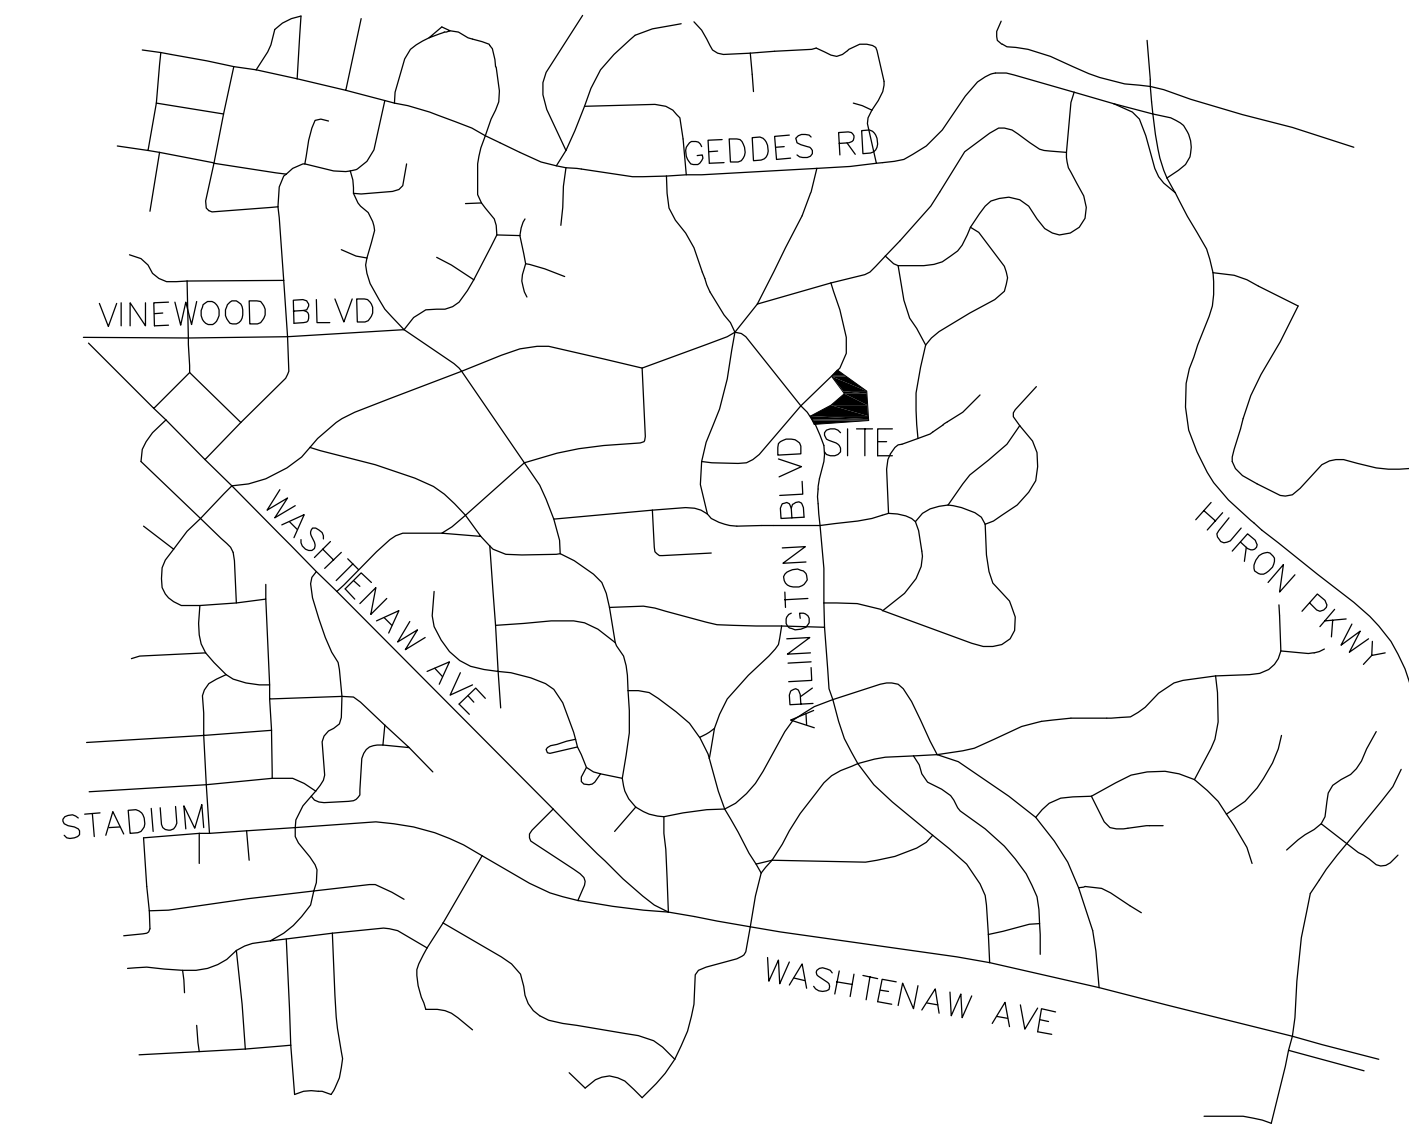 GEDDES RD
VINEWOOD BLVD
SITE
ARLINGTON BLVD
WASHTENAW AVE
HURON PKWY
STADIUM
WASHTENAW AVE